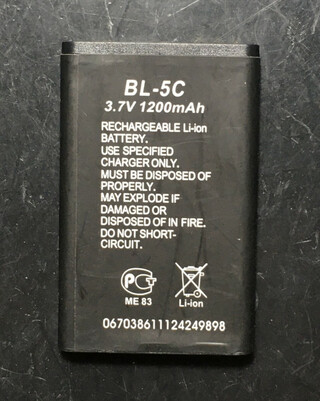 BL-5C
3.7V 1200mAh
RECHARGEABLE Li-ion
BATTERY.
USE SPECIFIED
CHARGER ONLY.
MUST BE DISPOSED OF
PROPERLY.
MAY EXPLODE IF
DAMAGED OR
DISPOSED OF IN FIRE.
DO NOT SHORT-
CIRCUIT.
РСТ
ME 83
Li-ion
067038611124249898